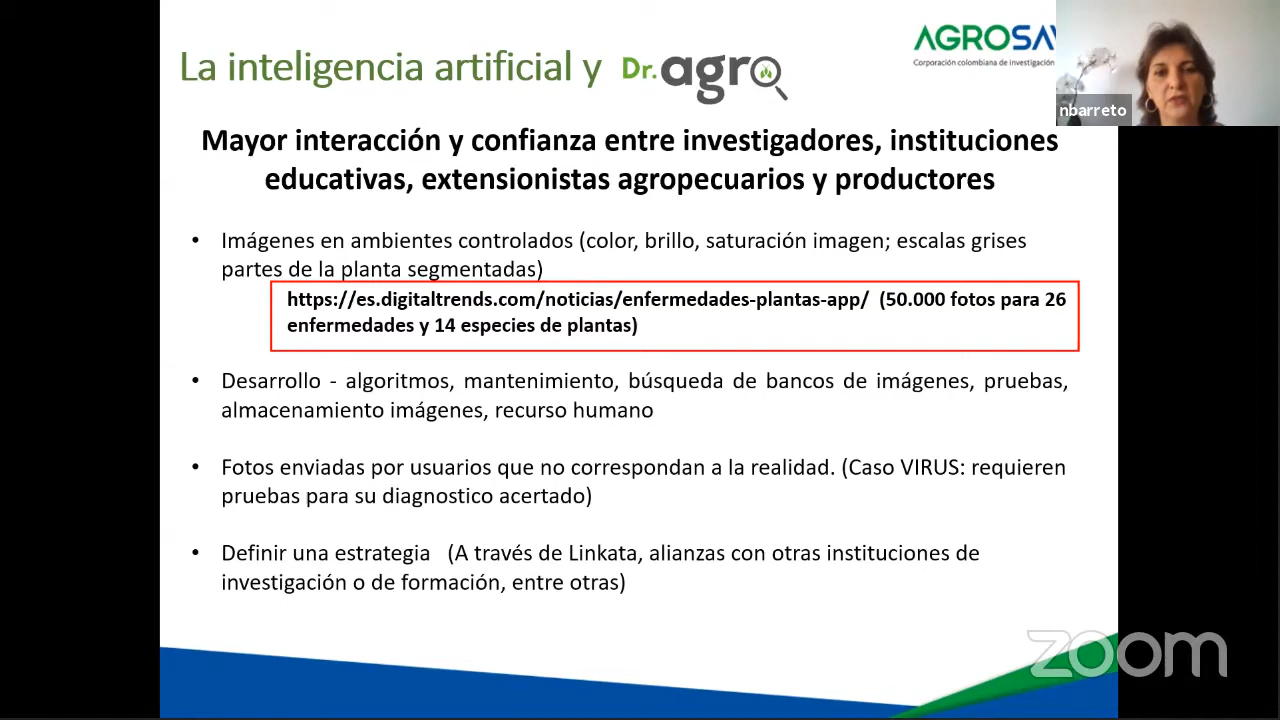 La inteligencia artificial y Dr.agro
AGROSAV
Corporación colombiana de investigación
nbarreto
Mayor interacción y confianza entre investigadores, instituciones
educativas, extensionistas agropecuarios y productores
• Imágenes en ambientes controlados (color, brillo, saturación imagen; escalas grises
partes de la planta segmentadas)
https://es.digitaltrends.com/noticias/enfermedades-plantas-app/ (50.000 fotos para 26
enfermedades y 14 especies de plantas)
• Desarrollo - algoritmos, mantenimiento, búsqueda de bancos de imágenes, pruebas,
almacenamiento imágenes, recurso humano
• Fotos enviadas por usuarios que no correspondan a la realidad. (Caso VIRUS: requieren
pruebas para su diagnostico acertado)
• Definir una estrategia (A través de Linkata, alianzas con otras instituciones de
investigación o de formación, entre otras)
zoom